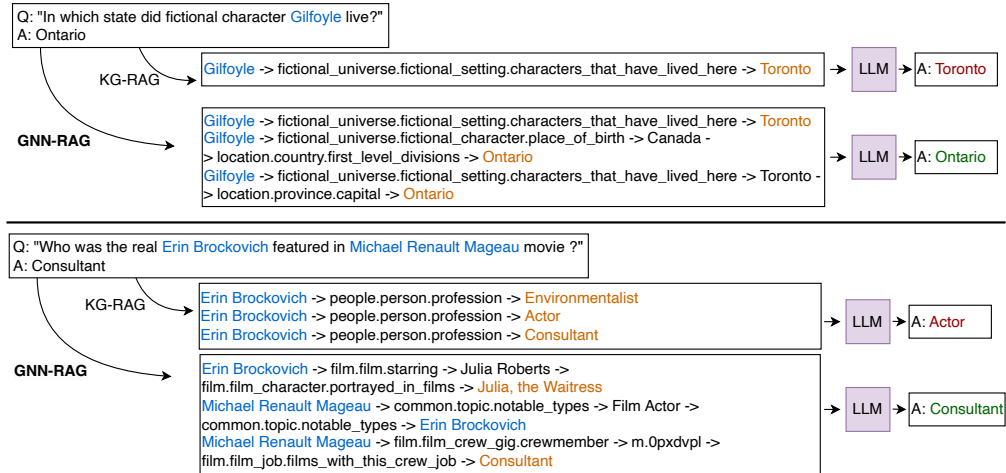 Q: "In which state did fictional character Gilfoyle live?"
A: Ontario
KG-RAG
Gilfoyle -> fictional_universe.fictional_setting.characters_that_have_lived_here -> Toronto
LLM
A: Toronto
GNN-RAG
Gilfoyle -> fictional_universe.fictional_setting.characters_that_have_lived_here -> Toronto
Gilfoyle -> fictional_universe.fictional_character.place_of_birth -> Canada -
> location.country.first_level_divisions -> Ontario
Gilfoyle -> fictional_universe.fictional_setting.characters_that_have_lived_here -> Toronto -
> location.province.capital -> Ontario
LLM
A: Ontario
Q: "Who was the real Erin Brockovich featured in Michael Renault Mageau movie ?"
A: Consultant
KG-RAG
Erin Brockovich -> people.person.profession -> Environmentalist
Erin Brockovich -> people.person.profession -> Actor
Erin Brockovich -> people.person.profession -> Consultant
LLM
A: Actor
GNN-RAG
Erin Brockovich -> film.film.starring -> Julia Roberts ->
film.film_character.portrayed_in_films -> Julia, the Waitress
Michael Renault Mageau -> common.topic.notable_types -> Film Actor ->
common.topic.notable_types -> Erin Brockovich
Michael Renault Mageau -> film.film_crew_gig.crewmember -> m.0pxdvpl ->
film.film_job.films_with_this_crew_job -> Consultant
LLM
A: Consultant